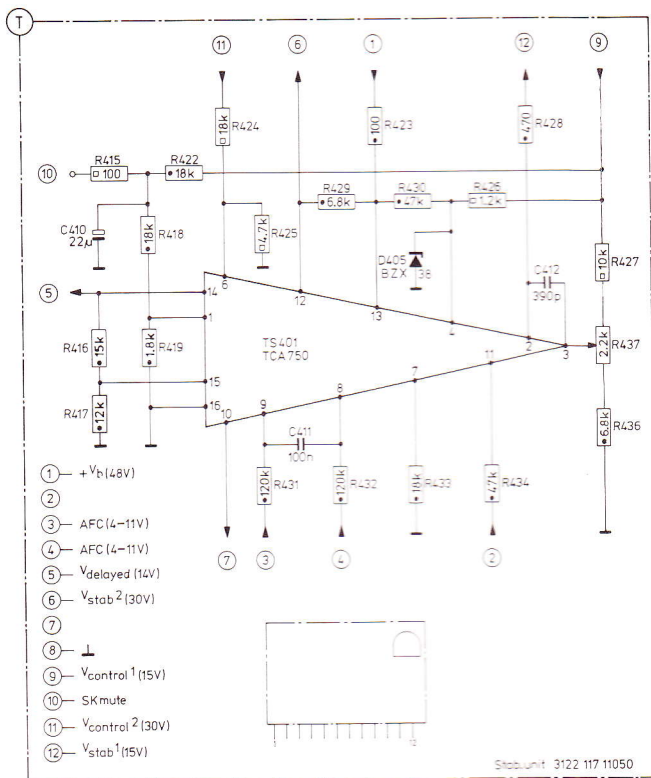 T
11
6
1
12
9
18k R424
100 R423
470 R428
R415 R422
10
100
18k
R429 R430 R426
6.8k 47k 1.2k
C410
22µ
18k R418
4.7k R425
D405
BZX
38
C412
390p
10k R427
5
14
6
12
13
4
2
3
1
R416 15k
1.8k R419
TS401
TCA750
2.2k R437
15
11
7
8
R417 12k
16
10
9
6.8k R436
C411
100n
120k R431
120k R432
18k R433
47k R434
7
3
4
2
1 +Vb (48V)
2
3 AFC (4-11V)
4 AFC (4-11V)
5 Vdelayed (14V)
6 Vstab 2 (30V)
7
8
9 Vcontrol 1 (15V)
10 SKmute
11 Vcontrol 2 (30V)
12 Vstab 1 (15V)
1
Stab.unit 3122 117 11050